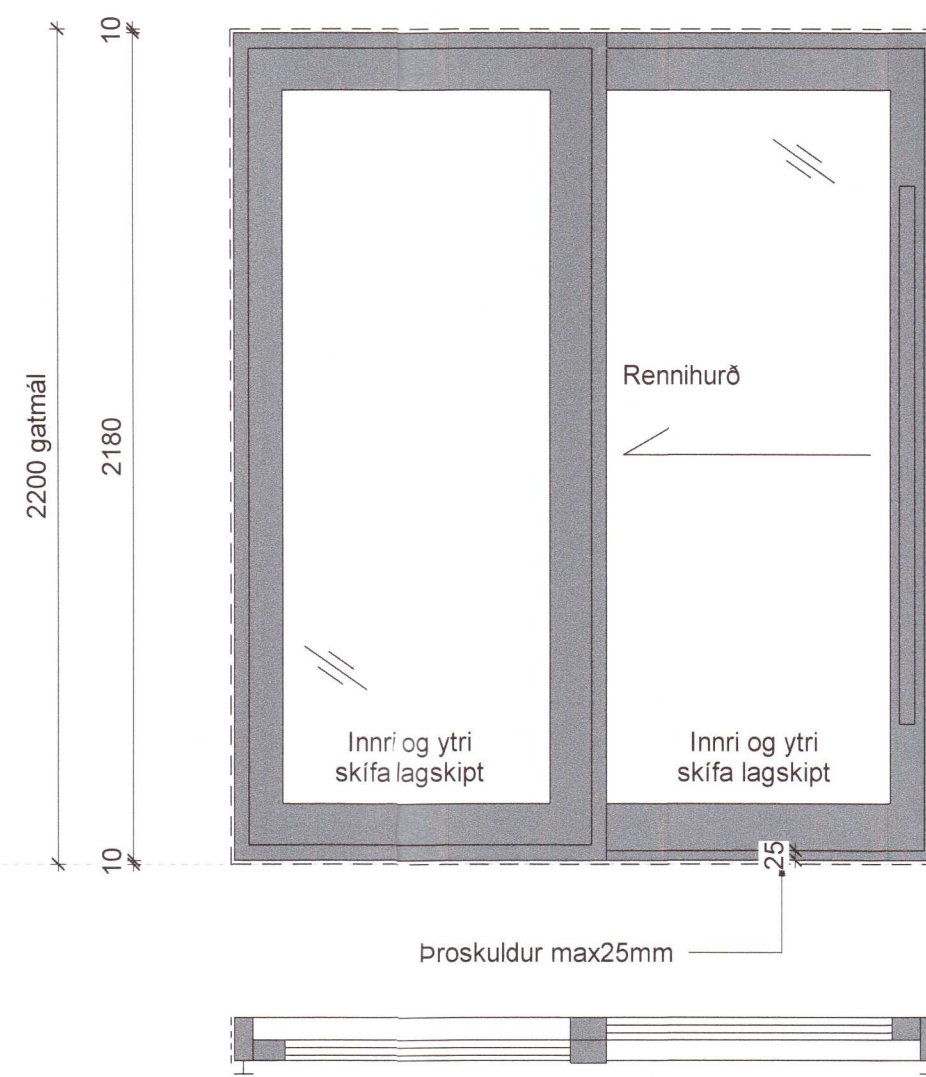 10
2200 gatmál
2180
10
Rennihurð
Innri og ytri
skífa lagskipt
Innri og ytri
skífa lagskipt
25
Þroskuldur max25mm